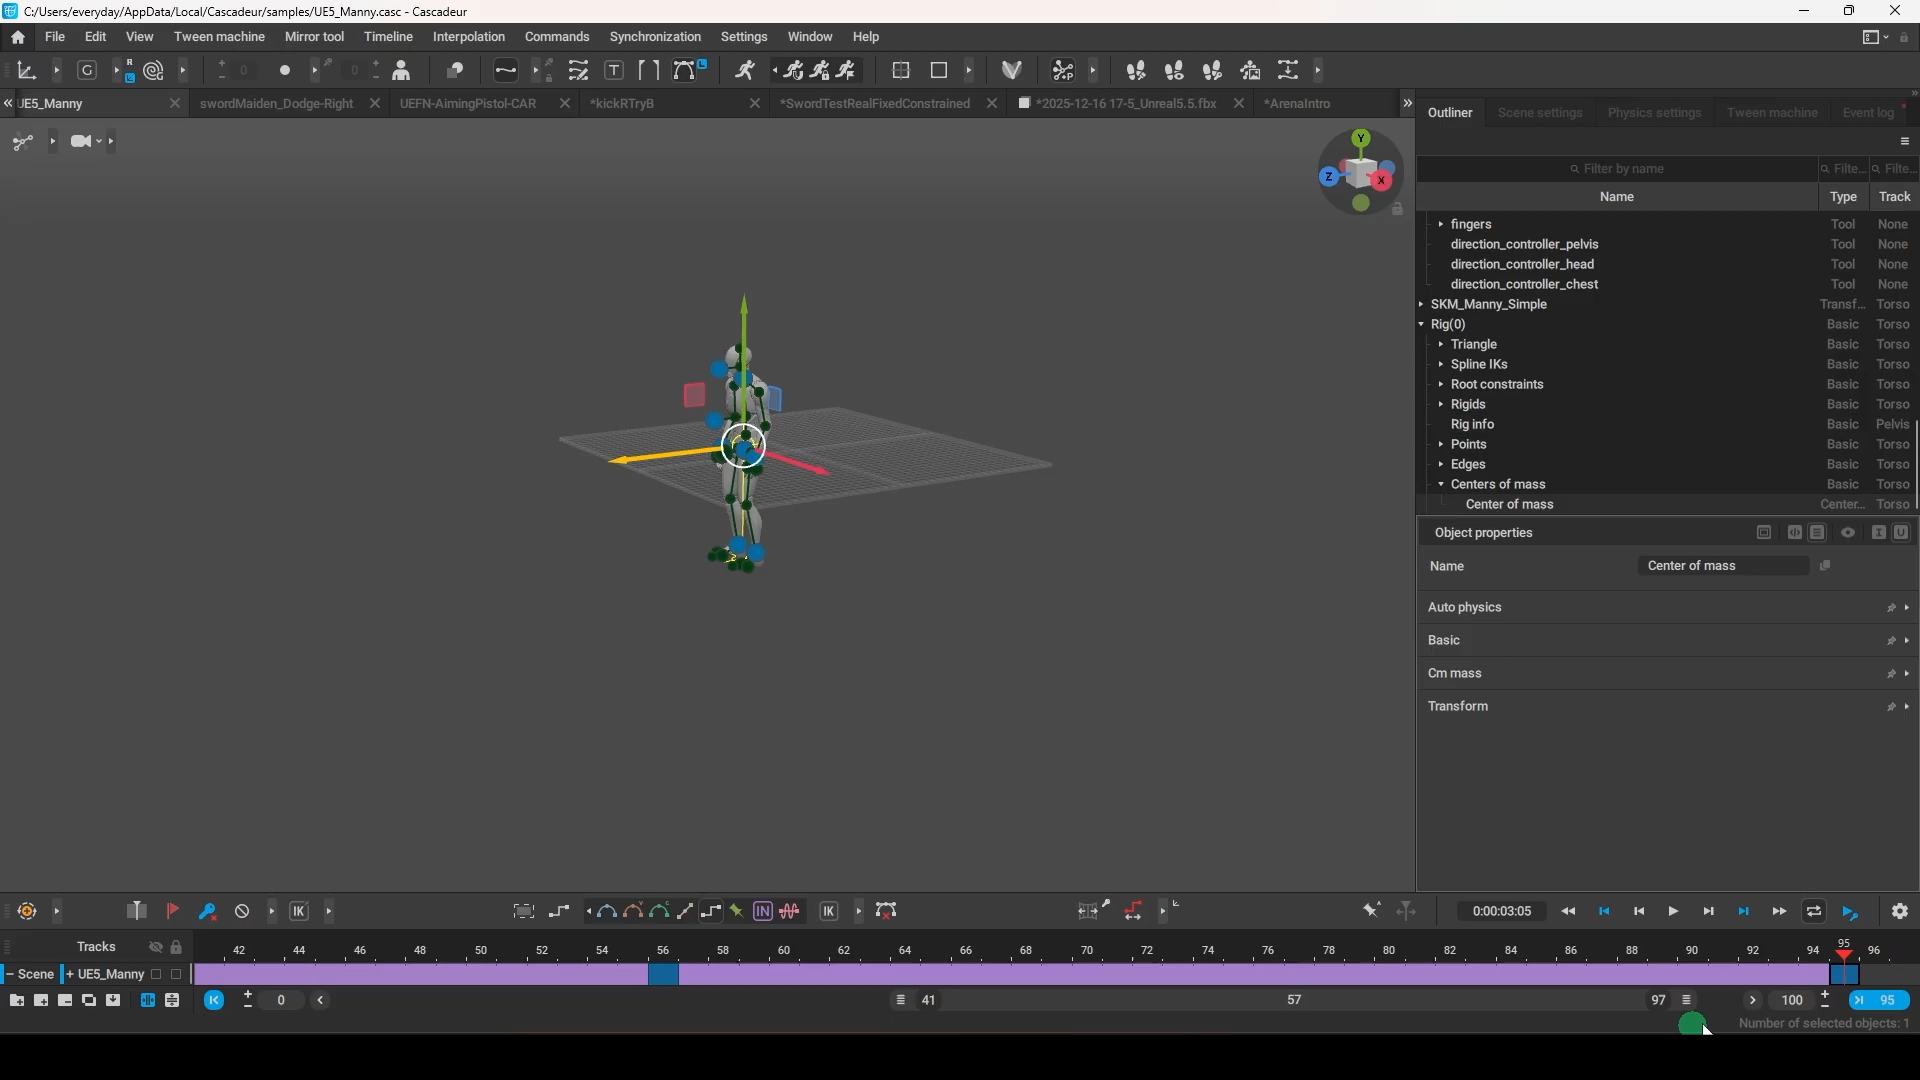 C:/Users/everyday/AppData/Local/Cascadeur/samples/UE5_Manny.casc - Cascadeur
File Edit View Tween machine Mirror tool Timeline Interpolation Commands Synchronization Settings Window Help
G R L 0 0 T L P
« UE5_Manny swordMaiden_Dodge-Right UEFN-AimingPistol-CAR *kickRTryB *SwordTestRealFixedConstrained *2025-12-16 17-5_Unreal5.5.fbx *ArenaIntro »
Outliner Scene settings Physics settings Tween machine Event log
Y
Z X
Filter by name Filte... Filte...
Name Type Track
fingers Tool None
direction_controller_pelvis Tool None
direction_controller_head Tool None
direction_controller_chest Tool None
SKM_Manny_Simple Transf... Torso
Rig(0) Basic Torso
Triangle Basic Torso
Spline IKs Basic Torso
Root constraints Basic Torso
Rigids Basic Torso
Rig info Basic Pelvis
Points Basic Torso
Edges Basic Torso
Centers of mass Basic Torso
Center of mass Center... Torso
Object properties
Name Center of mass
Auto physics
Basic
Cm mass
Transform
IK IN IK 0:00:03:05
Tracks 42 44 46 48 50 52 54 56 58 60 62 64 66 68 70 72 74 76 78 80 82 84 86 88 90 92 94 95 96
- Scene + UE5_Manny
0 41 57 97 100 95
Number of selected objects: 1